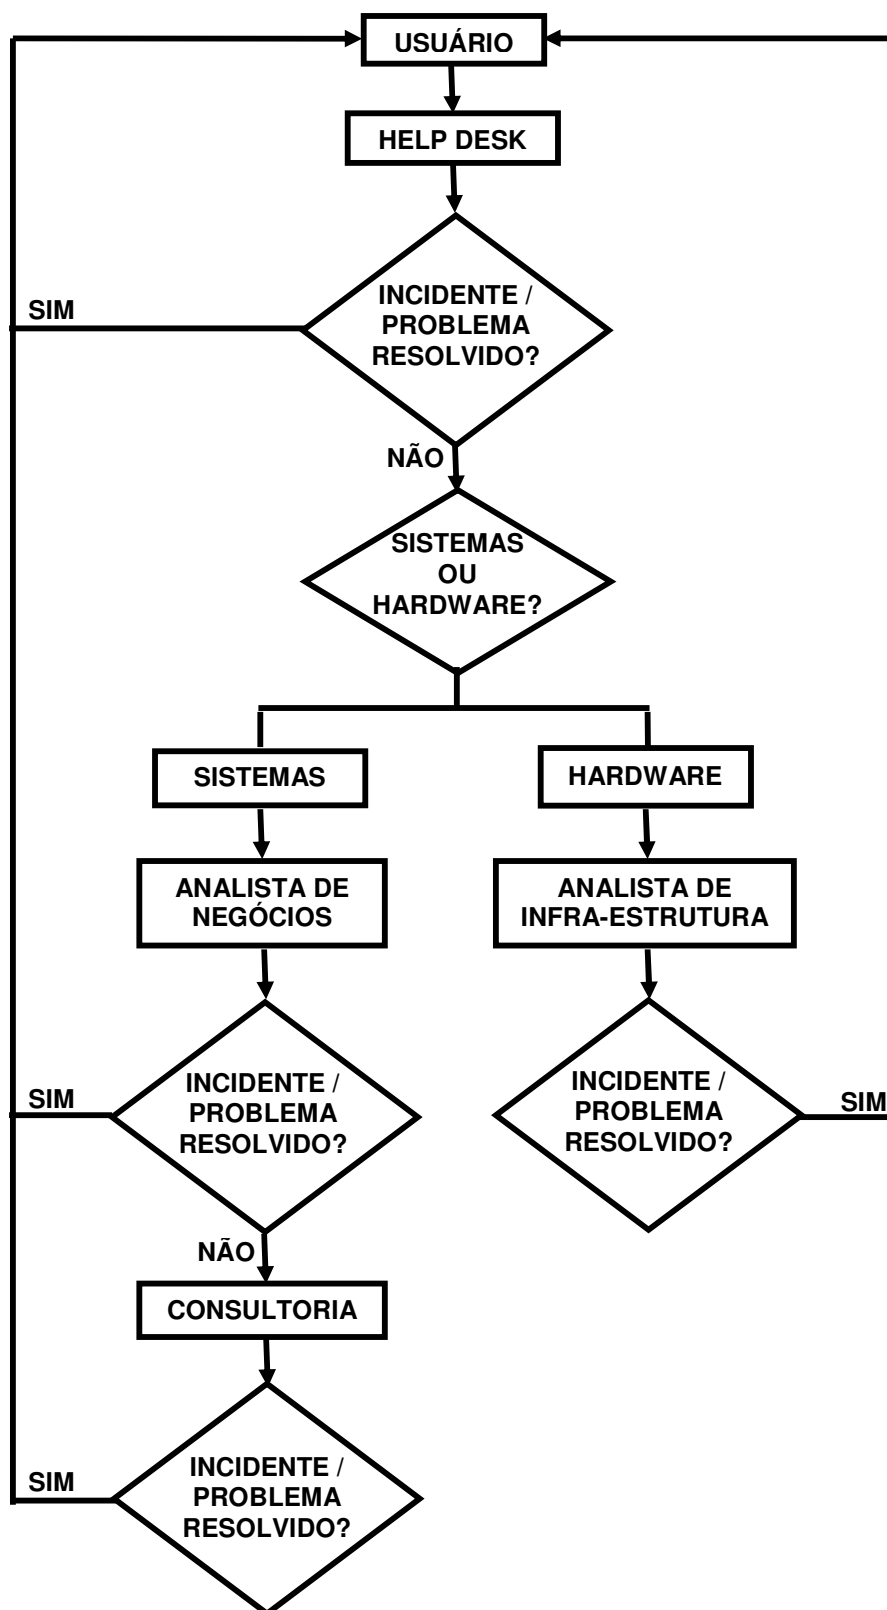 USUÁRIO
HELP DESK
INCIDENTE /
PROBLEMA
RESOLVIDO?
SIM
NÃO
SISTEMAS
OU
HARDWARE?
SISTEMAS
HARDWARE
ANALISTA DE
NEGÓCIOS
ANALISTA DE
INFRA-ESTRUTURA
INCIDENTE /
PROBLEMA
RESOLVIDO?
SIM
INCIDENTE /
PROBLEMA
RESOLVIDO?
SIM
NÃO
CONSULTORIA
INCIDENTE /
PROBLEMA
RESOLVIDO?
SIM